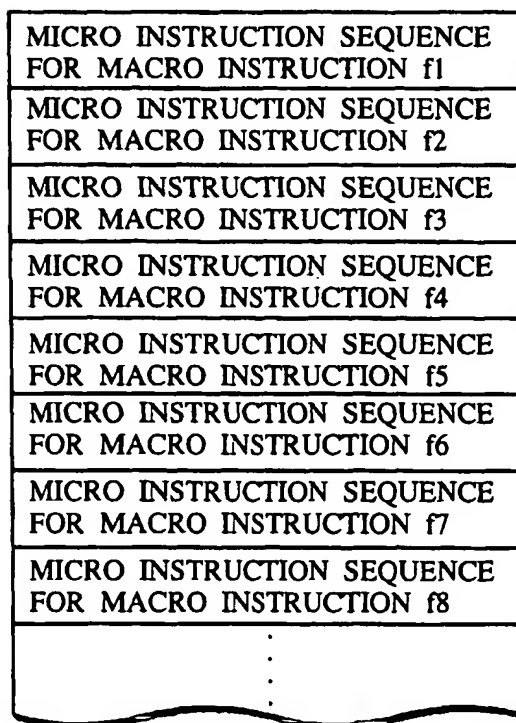 MICRO INSTRUCTION SEQUENCE
FOR MACRO INSTRUCTION f1
MICRO INSTRUCTION SEQUENCE
FOR MACRO INSTRUCTION f2
MICRO INSTRUCTION SEQUENCE
FOR MACRO INSTRUCTION f3
MICRO INSTRUCTION SEQUENCE
FOR MACRO INSTRUCTION f4
MICRO INSTRUCTION SEQUENCE
FOR MACRO INSTRUCTION f5
MICRO INSTRUCTION SEQUENCE
FOR MACRO INSTRUCTION f6
MICRO INSTRUCTION SEQUENCE
FOR MACRO INSTRUCTION f7
MICRO INSTRUCTION SEQUENCE
FOR MACRO INSTRUCTION f8